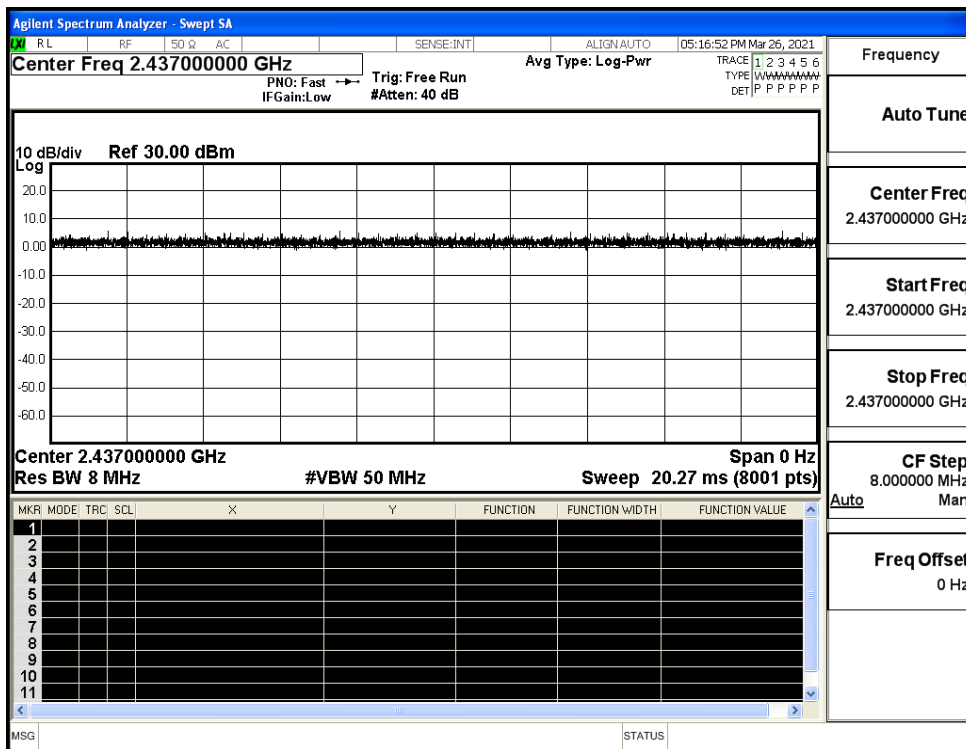 Agilent Spectrum Analyzer - Swept SA
LXI RL RF 50 Ω AC SENSE:INT ALIGN AUTO 05:16:52 PM Mar 26, 2021
Center Freq 2.437000000 GHz
PNO: Fast
IFGain:Low
Trig: Free Run
#Atten: 40 dB
Avg Type: Log-Pwr
TRACE 1 2 3 4 5 6
TYPE WWWWWW
DET P P P P P P
10 dB/div Ref 30.00 dBm
Log
20.0
10.0
0.00
-10.0
-20.0
-30.0
-40.0
-50.0
-60.0
Center 2.437000000 GHz Span 0 Hz
Res BW 8 MHz #VBW 50 MHz Sweep 20.27 ms (8001 pts)
MKR MODE TRC SCL X Y FUNCTION FUNCTION WIDTH FUNCTION VALUE
1
2
3
4
5
6
7
8
9
10
11
MSG STATUS
Frequency
Auto Tune
Center Freq
2.437000000 GHz
Start Freq
2.437000000 GHz
Stop Freq
2.437000000 GHz
CF Step
8.000000 MHz
Auto Man
Freq Offset
0 Hz